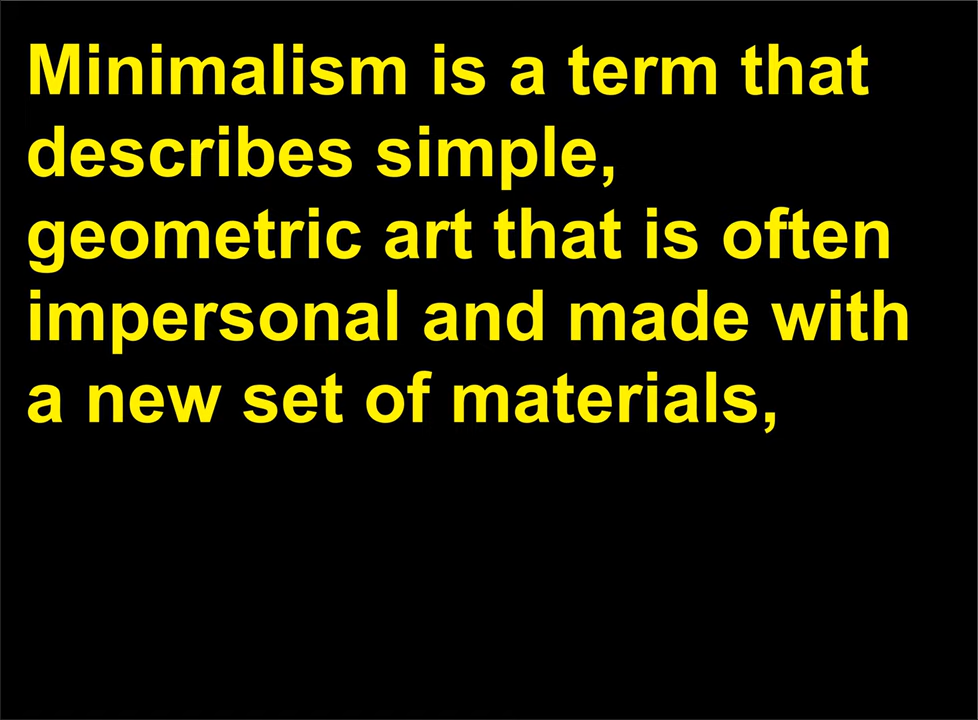 Minimalism is a term that
describes simple,
geometric art that is often
impersonal and made with
a new set of materials,